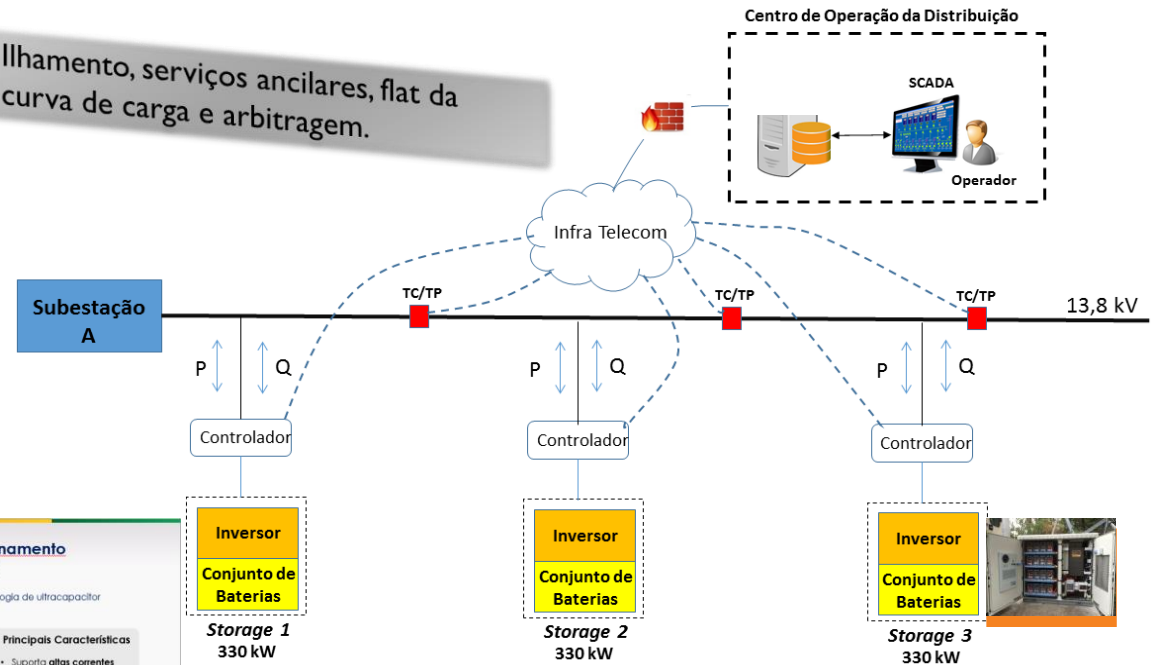 Centro de Operação da Distribuição
Ilhamento, serviços ancilares, flat da
curva de carga e arbitragem.
SCADA
Operador
Infra Telecom
Subestação
A
TC/TP
TC/TP
TC/TP
13,8 kV
P
Q
P
Q
P
Q
Controlador
Controlador
Controlador
Inversor
Conjunto de
Baterias
Storage 1
330 kW
Inversor
Conjunto de
Baterias
Storage 2
330 kW
Inversor
Conjunto de
Baterias
Storage 3
330 kW
namento
ogia de ultracapacitor
Principais Características
• Suporta altas correntes